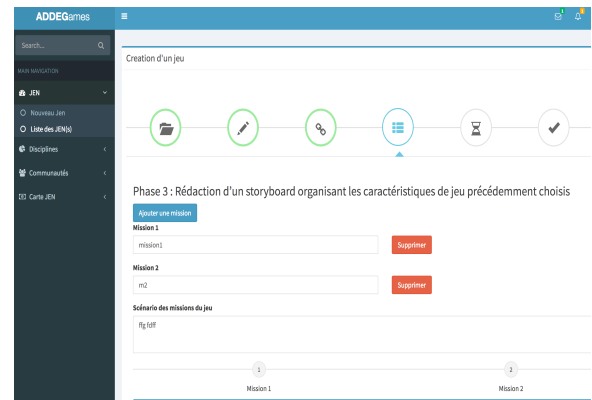 ADDEGames
1
1
Search...
MAIN NAVIGATION
JEN
Nouveau Jen
Liste des JEN(s)
Disciplines
Communautés
Carte JEN
Creation d'un jeu
Phase 3 : Rédaction d'un storyboard organisant les caractéristiques de jeu précédemment choisis
Ajouter une mission
Mission 1
mission1
Supprimer
Mission 2
m2
Supprimer
Scénario des missions du jeu
ffg fdff
1
2
Mission 1
Mission 2